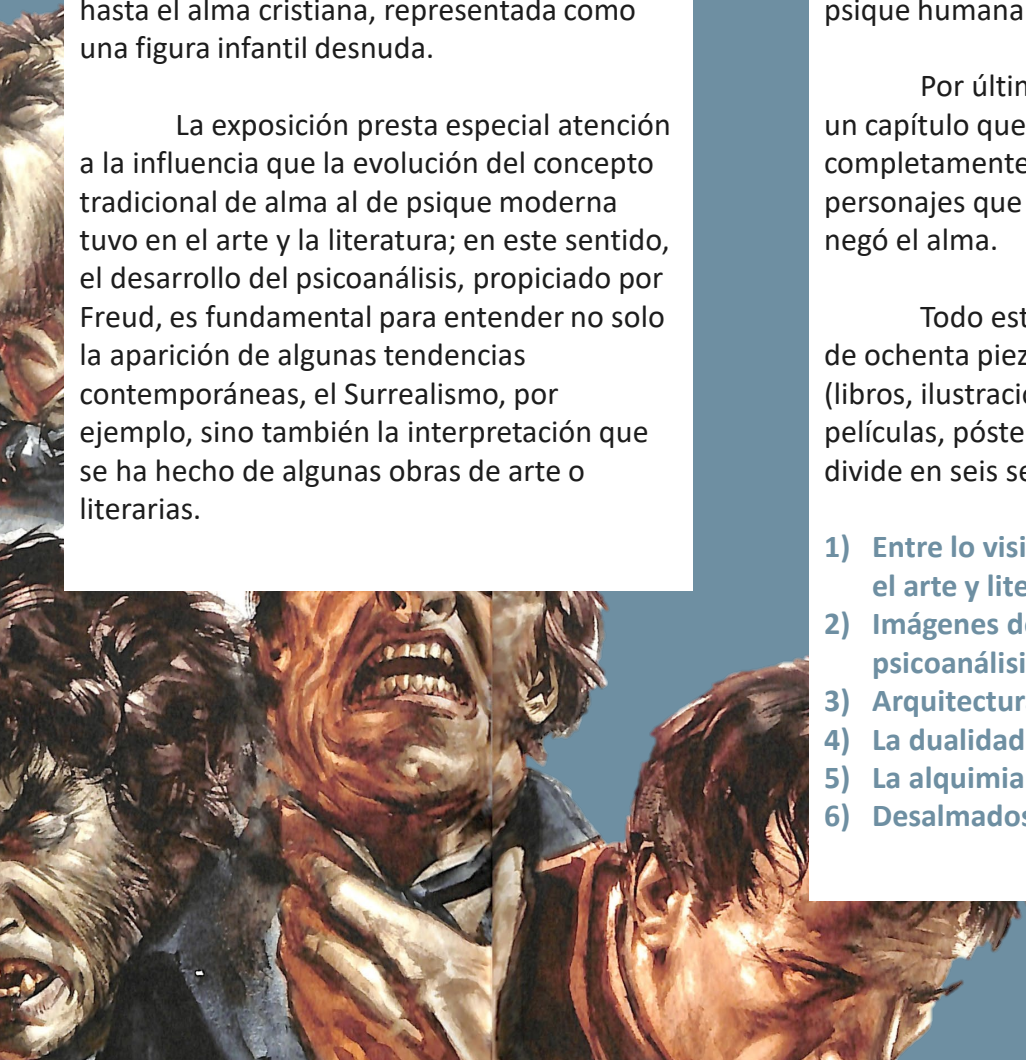 hasta el alma cristiana, representada como
una figura infantil desnuda.
La exposición presta especial atención
a la influencia que la evolución del concepto
tradicional de alma al de psique moderna
tuvo en el arte y la literatura; en este sentido,
el desarrollo del psicoanálisis, propiciado por
Freud, es fundamental para entender no solo
la aparición de algunas tendencias
contemporáneas, el Surrealismo, por
ejemplo, sino también la interpretación que
se ha hecho de algunas obras de arte o
literarias.
psique humana
Por últim
un capítulo que
completamente
personajes que
negó el alma.
Todo est
de ochenta piez
(libros, ilustraci
películas, póste
divide en seis se
1) Entre lo visi
el arte y lite
2) Imágenes de
psicoanálisi
3) Arquitectur
4) La dualidad
5) La alquimia
6) Desalmados